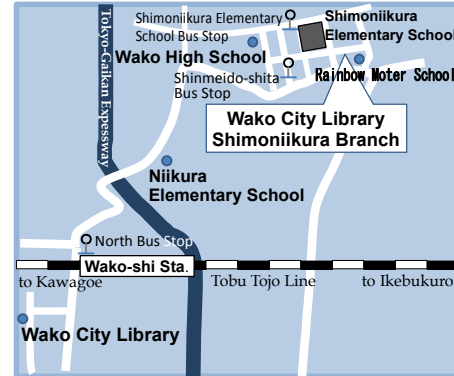 Tokyo-Gaikan Expessway
Shimoniikura Elementary
School Bus Stop
Shimoniikura
Elementary School
Wako High School
Shinmeido-shita
Bus Stop
Rainbow Moter School
Wako City Library
Shimoniikura Branch
Niikura
Elementary School
North Bus Stop
Wako-shi Sta.
to Kawagoe
Tobu Tojo Line
to Ikebukuro
Wako City Library